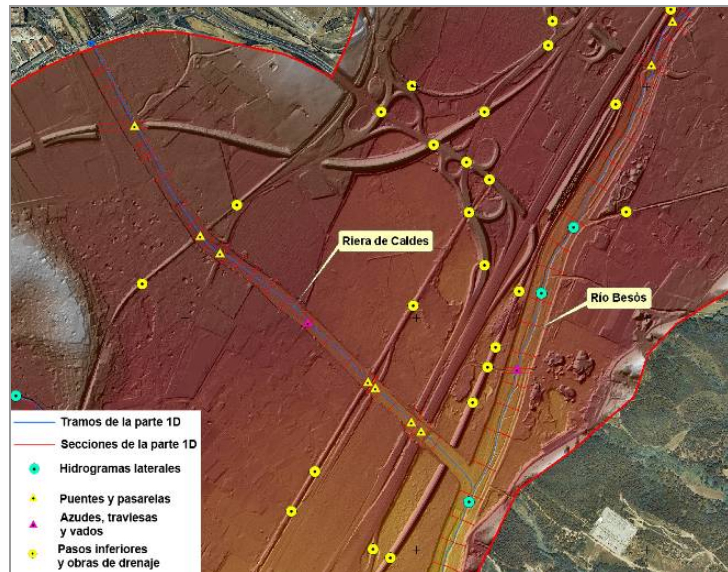 Riera de Caldes
Río Besòs
Tramos de la parte 1D
Secciones de la parte 1D
Hidrogramas laterales
Puentes y pasarelas
Azudes, traviesas
y vados
Pasos inferiores
y obras de drenaje